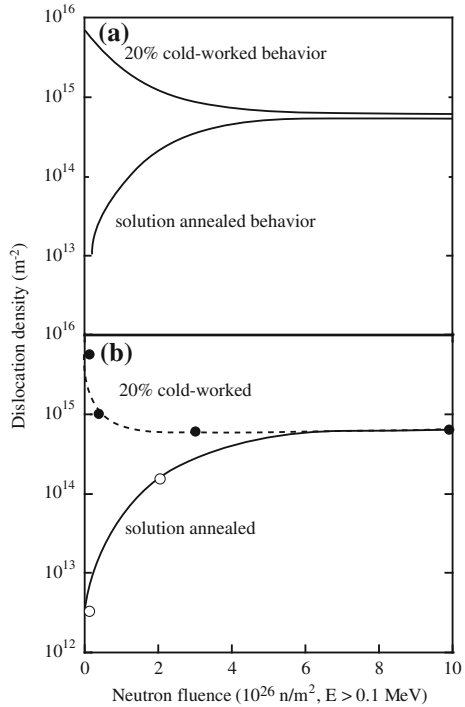 10^16
(a)
20% cold-worked behavior
10^15
10^14
solution annealed behavior
10^13
Dislocation density (m^-2)
10^16
(b)
20% cold-worked
10^15
10^14
solution annealed
10^13
10^12
0 2 4 6 8 10
Neutron fluence (10^26 n/m^2, E > 0.1 MeV)